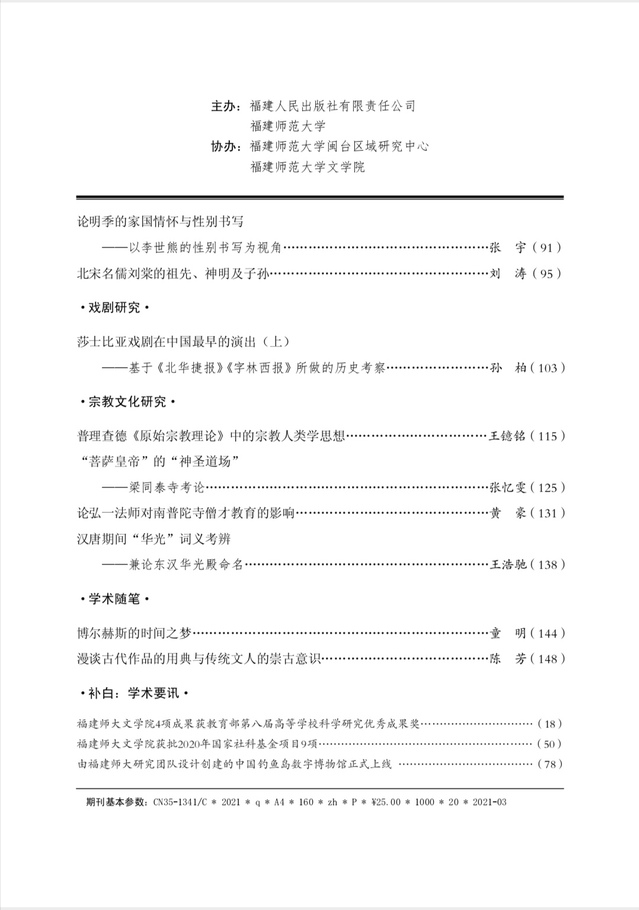 主办：福建人民出版社有限责任公司
福建师范大学
协办：福建师范大学闽台区域研究中心
福建师范大学文学院
论明季的家国情怀与性别书写
——以李世熊的性别书写为视角…………………………………………张　宇（91）
北宋名儒刘棠的祖先、神明及子孙…………………………………………刘　涛（95）
·戏剧研究·
莎士比亚戏剧在中国最早的演出（上）
——基于《北华捷报》《字林西报》所做的历史考察……………………孙　柏（103）
·宗教文化研究·
普理查德《原始宗教理论》中的宗教人类学思想…………………………王镱铭（115）
“菩萨皇帝”的“神圣道场”
——梁同泰寺考论…………………………………………………………张忆雯（125）
论弘一法师对南普陀寺僧才教育的影响……………………………………黄　豪（131）
汉唐期间“华光”词义考辨
——兼论东汉华光殿命名…………………………………………………王浩驰（138）
·学术随笔·
博尔赫斯的时间之梦…………………………………………………………童　明（144）
漫谈古代作品的用典与传统文人的崇古意识………………………………陈　芳（148）
·补白：学术要讯·
福建师大文学院4项成果获教育部第八届高等学校科学研究优秀成果奖………………………（18）
福建师大文学院获批2020年国家社科基金项目9项………………………………………………（50）
由福建师大研究团队设计创建的中国钓鱼岛数字博物馆正式上线 ……………………………（78）
期刊基本参数：CN35-1341/C * 2021 * q * A4 * 160 * zh * P * ¥25.00 * 1000 * 20 * 2021-03